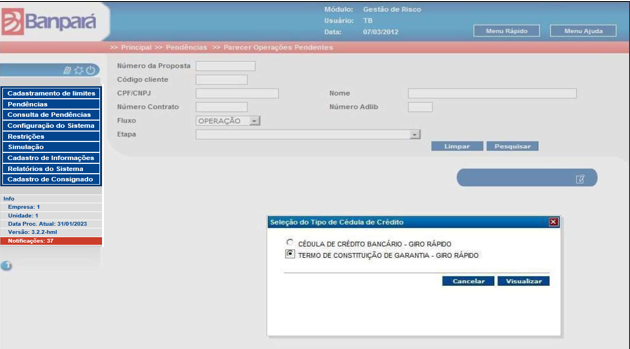 Banpará
Módulo: Gestão de Risco
Usuário: TB
Data: 07/03/2012
Menu Rápido Menu Ajuda
>> Principal >> Pendências >> Parecer Operações Pendentes
Número da Proposta
Código cliente
CPF/CNPJ Nome
Número Contrato Número Adlib
Fluxo OPERAÇÃO
Etapa
Limpar Pesquisar
Cadastramento de limites
Pendências
Consulta de Pendências
Configuração do Sistema
Restrições
Simulação
Cadastro de Informações
Relatórios do Sistema
Cadastro de Consignado
Info
Empresa: 1
Unidade: 1
Data Proc. Atual: 31/01/2023
Versão: 3.2.2-hml
Notificações: 37
Seleção do Tipo de Cédula de Crédito
CÉDULA DE CRÉDITO BANCÁRIO - GIRO RÁPIDO
TERMO DE CONSTITUIÇÃO DE GARANTIA - GIRO RÁPIDO
Cancelar Visualizar